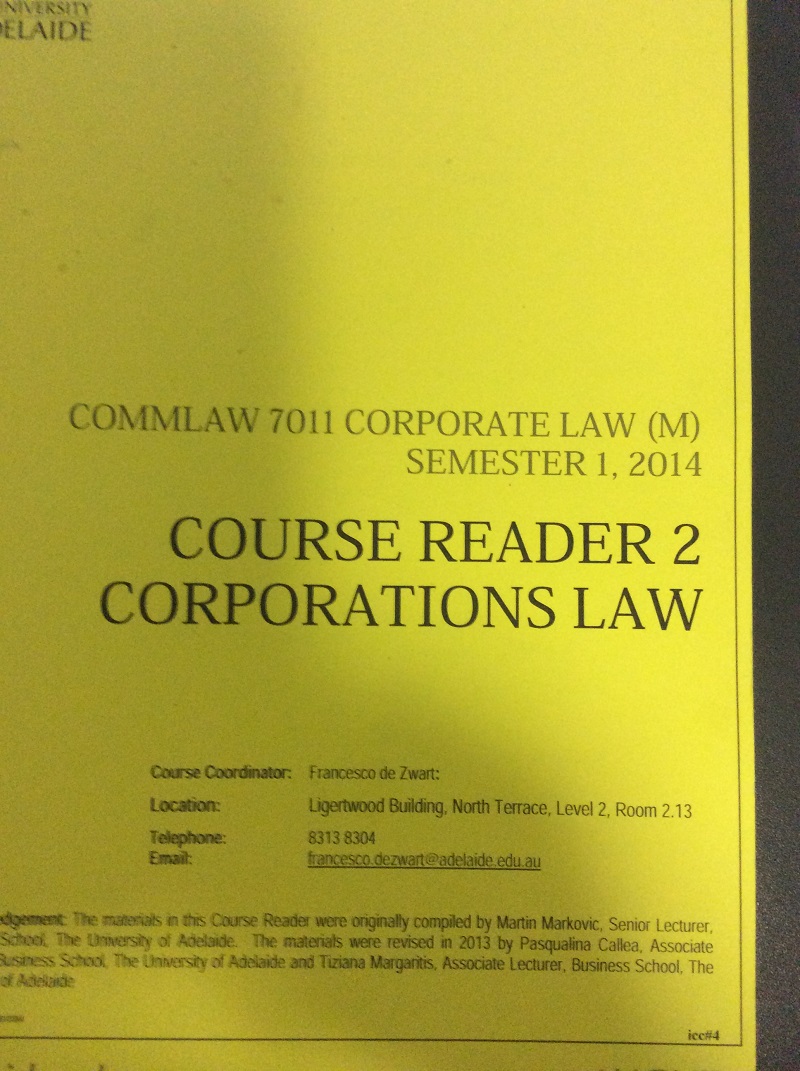 UNIVERSITY
ADELAIDE
COMMLAW 7011 CORPORATE LAW (M)
SEMESTER 1, 2014
COURSE READER 2
CORPORATIONS LAW
Course Coordinator: Francesco de Zwart:
Location: Ligertwood Building, North Terrace, Level 2, Room 2.13
Telephone: 8313 8304
Email: francesco.dezwart@adelaide.edu.au
The materials in this Course Reader were originally compiled by Martin Markovic, Senior Lecturer,
School, The University of Adelaide. The materials were revised in 2013 by Pasqualina Callea, Associate
Business School, The University of Adelaide and Tiziana Margaritis, Associate Lecturer, Business School, The
of Adelaide
icc#4